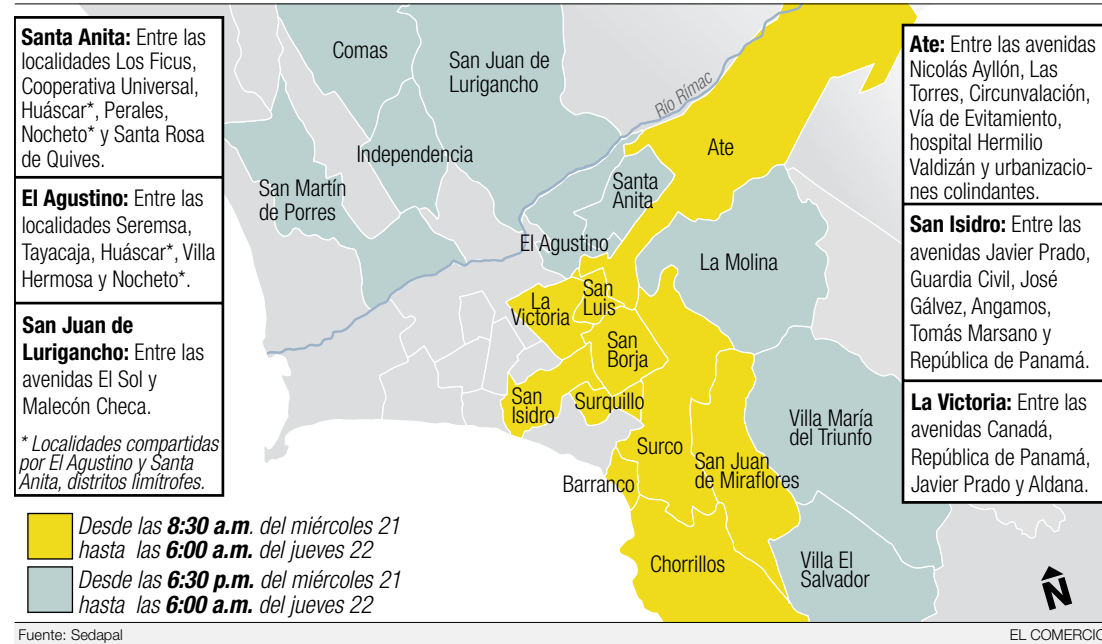 Santa Anita: Entre las
localidades Los Ficus,
Cooperativa Universal,
Huáscar*, Perales,
Nocheto* y Santa Rosa
de Quives.
El Agustino: Entre las
localidades Seremsa,
Tayacaja, Huáscar*, Villa
Hermosa y Nocheto*.
San Juan de
Lurigancho: Entre las
avenidas El Sol y
Malecón Checa.
* Localidades compartidas
por El Agustino y Santa
Anita, distritos limítrofes.
Comas
San Juan de
Lurigancho
Río Rímac
Independencia
San Martín
de Porres
Ate
Santa
Anita
El Agustino
La Molina
La
Victoria
San
Luis
San
Borja
San
Isidro
Surquillo
Surco
Barranco
San Juan
de Miraflores
Villa María
del Triunfo
Chorrillos
Villa El
Salvador
N
Ate: Entre las avenidas
Nicolás Ayllón, Las
Torres, Circunvalación,
Vía de Evitamiento,
hospital Hermilio
Valdizán y urbanizacio-
nes colindantes.
San Isidro: Entre las
avenidas Javier Prado,
Guardia Civil, José
Gálvez, Angamos,
Tomás Marsano y
República de Panamá.
La Victoria: Entre las
avenidas Canadá,
República de Panamá,
Javier Prado y Aldana.
Desde las 8:30 a.m. del miércoles 21
hasta las 6:00 a.m. del jueves 22
Desde las 6:30 p.m. del miércoles 21
hasta las 6:00 a.m. del jueves 22
Fuente: Sedapal
EL COMERCIO